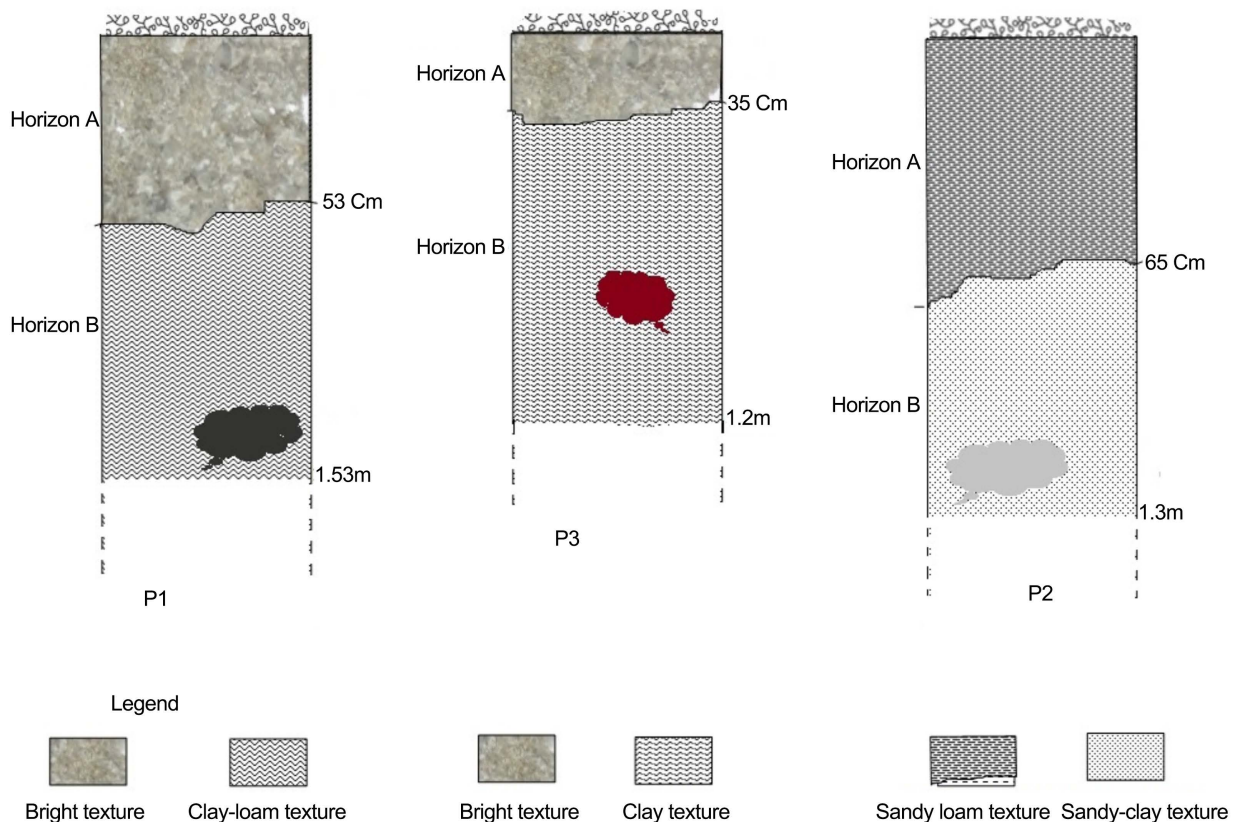 Horizon A
53 Cm
Horizon B
1.53m
P1
Horizon A
35 Cm
Horizon B
1.2m
P3
Horizon A
65 Cm
Horizon B
1.3m
P2
Legend
Bright texture
Clay-loam texture
Bright texture
Clay texture
Sandy loam texture
Sandy-clay texture